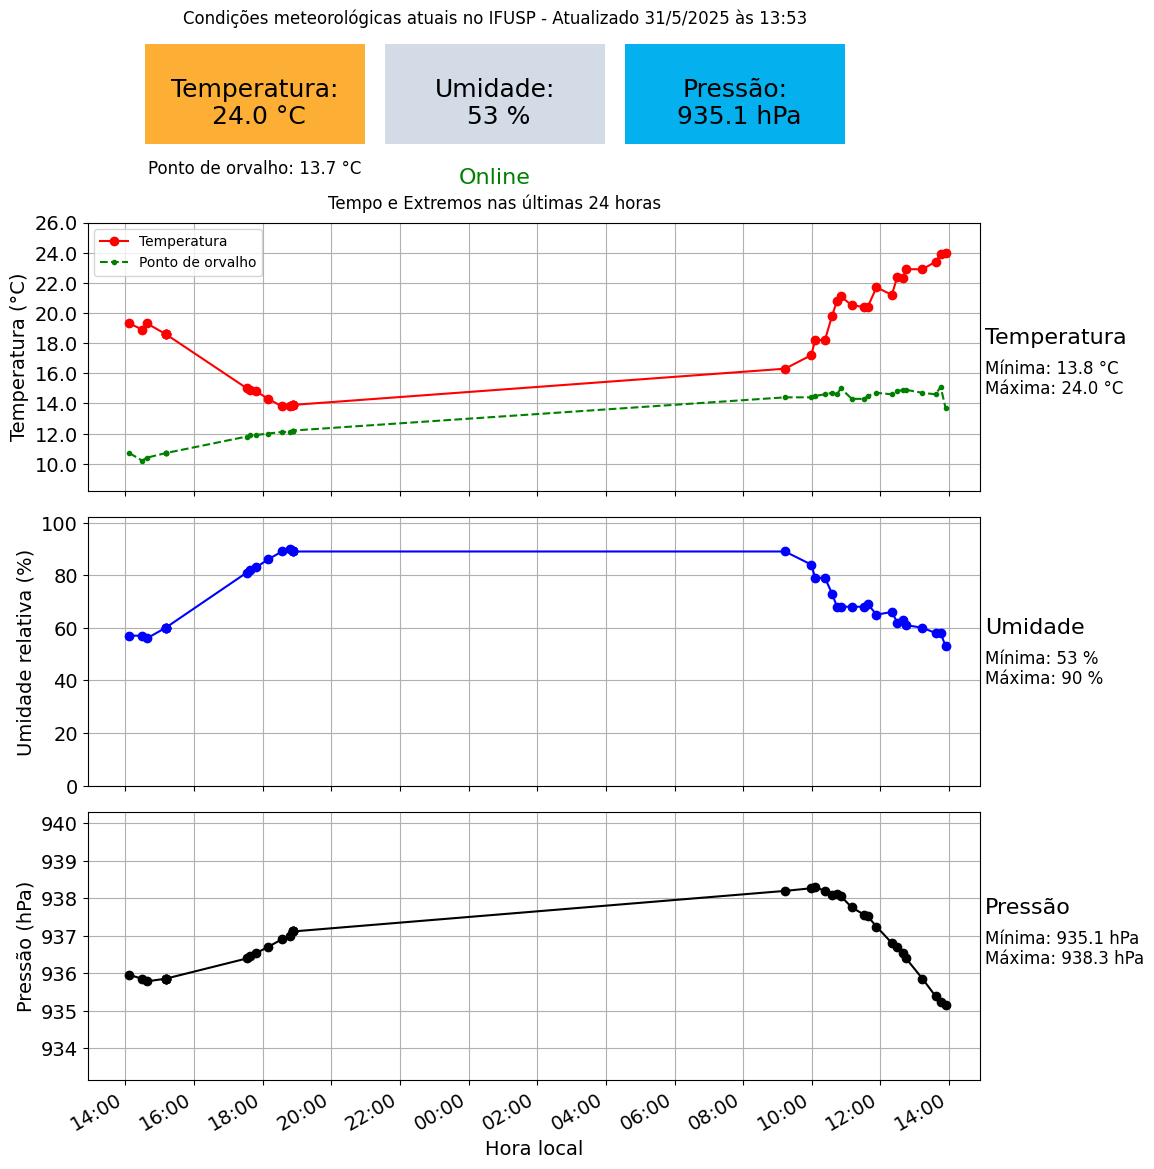 Condições meteorológicas atuais no IFUSP - Atualizado 31/5/2025 às 13:53
Temperatura:
24.0 °C
Umidade:
53 %
Pressão:
935.1 hPa
Ponto de orvalho: 13.7 °C
Online
Tempo e Extremos nas últimas 24 horas
Temperatura (°C)
26.0
24.0
22.0
20.0
18.0
16.0
14.0
12.0
10.0
Temperatura
Ponto de orvalho
Temperatura
Mínima: 13.8 °C
Máxima: 24.0 °C
Umidade relativa (%)
100
80
60
40
20
0
Umidade
Mínima: 53 %
Máxima: 90 %
Pressão (hPa)
940
939
938
937
936
935
934
Pressão
Mínima: 935.1 hPa
Máxima: 938.3 hPa
14:00
16:00
18:00
20:00
22:00
00:00
02:00
04:00
06:00
08:00
10:00
12:00
14:00
Hora local